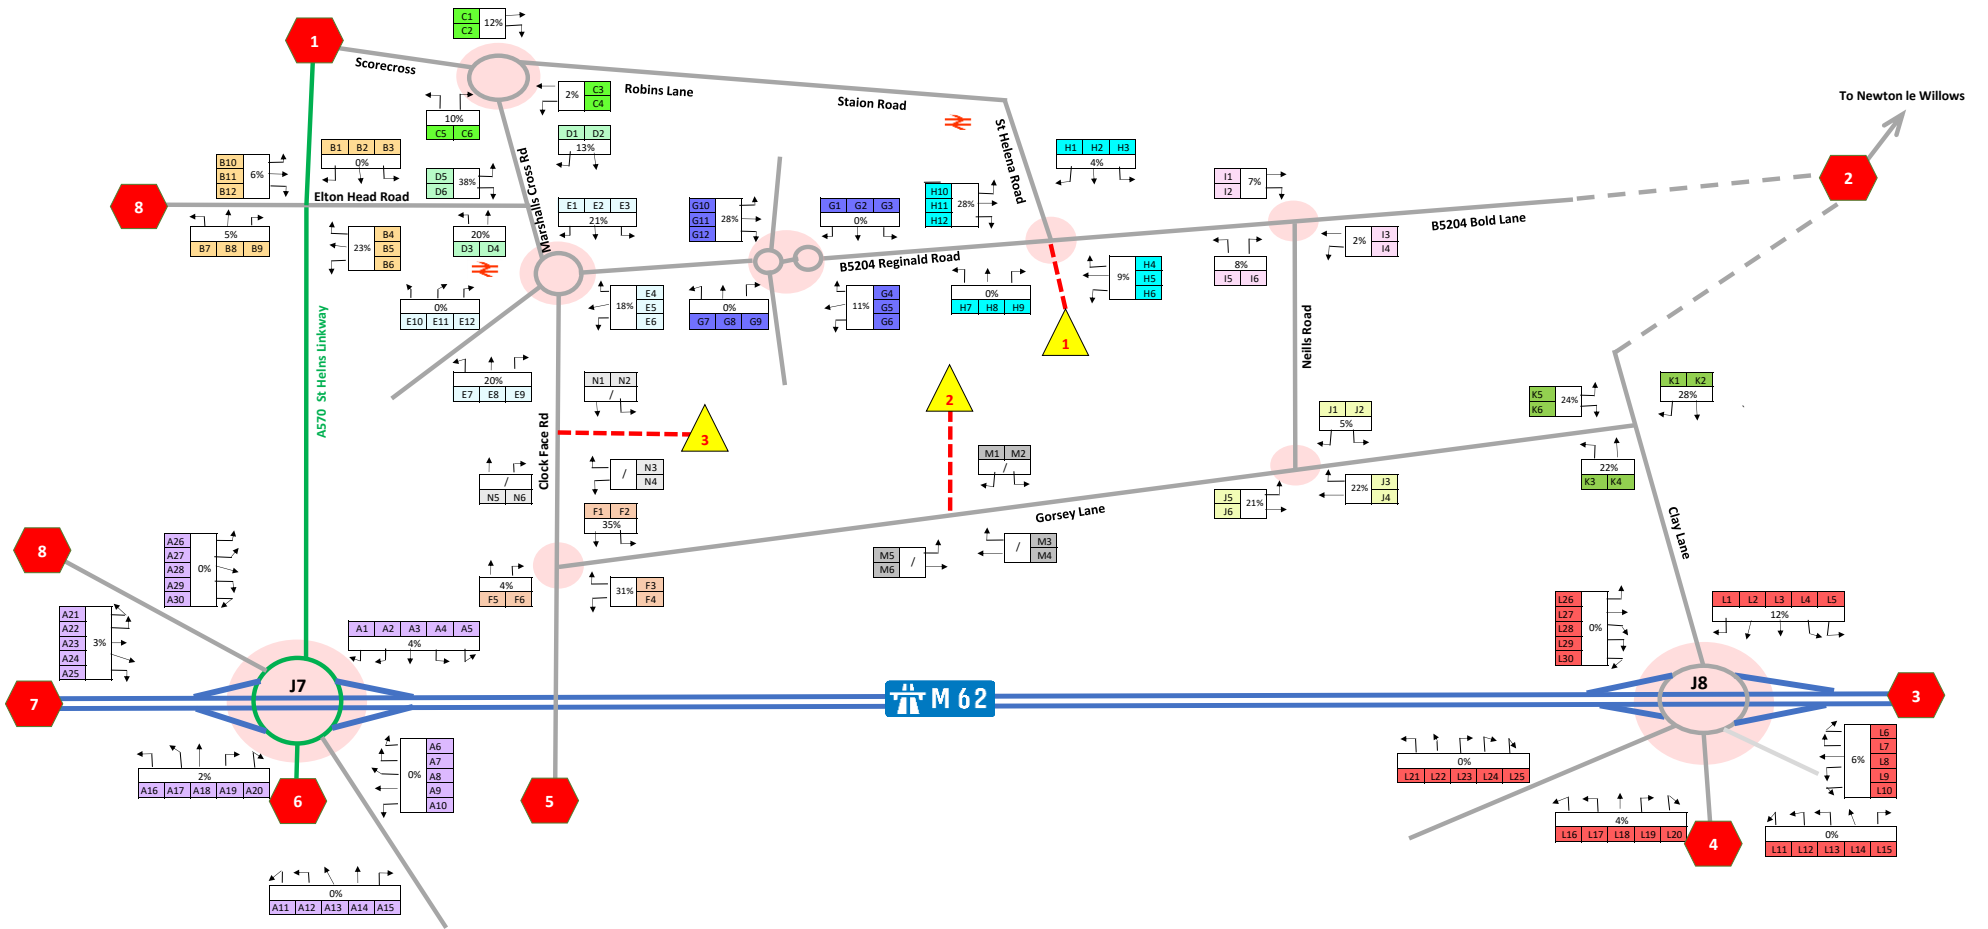 C1
C2
12%
1
Scorecross
C3
C4
2%
Robins Lane
Staion Road
To Newton le Willows
10%
C5 C6
D1 D2
13%
St Helena Road
H1 H2 H3
4%
B1 B2 B3
0%
B10
B11
B12
6%
Marshalls Cross Rd
D5
D6
38%
H10
H11
H12
28%
I1
I2
7%
2
8
Elton Head Road
E1 E2 E3
21%
G10
G11
G12
28%
G1 G2 G3
0%
B5204 Bold Lane
5%
B7 B8 B9
23%
B4
B5
B6
20%
D3 D4
B5204 Reginald Road
9%
H4
H5
H6
8%
I5 I6
2%
I3
I4
0%
E10 E11 E12
18%
E4
E5
E6
0%
G7 G8 G9
11%
G4
G5
G6
0%
H7 H8 H9
1
Neills Road
A570 St Helns Linkway
20%
E7 E8 E9
N1 N2
/
2
K5
K6
24%
K1 K2
28%
J1 J2
5%
3
Clock Face Rd
/
N5 N6
/
N3
N4
M1 M2
/
22%
K3 K4
J5
J6
21%
22%
J3
J4
F1 F2
35%
Gorsey Lane
Clay Lane
8
A26
A27
A28
A29
A30
0%
M5
M6
/
/
M3
M4
4%
F5 F6
31%
F3
F4
A21
A22
A23
A24
A25
3%
A1 A2 A3 A4 A5
4%
L26
L27
L28
L29
L30
0%
L1 L2 L3 L4 L5
12%
J7
J8
7
M 62
3
2%
A16 A17 A18 A19 A20
0%
A6
A7
A8
A9
A10
0%
L21 L22 L23 L24 L25
6%
L6
L7
L8
L9
L10
6
5
4%
L16 L17 L18 L19 L20
4
0%
L11 L12 L13 L14 L15
0%
A11 A12 A13 A14 A15